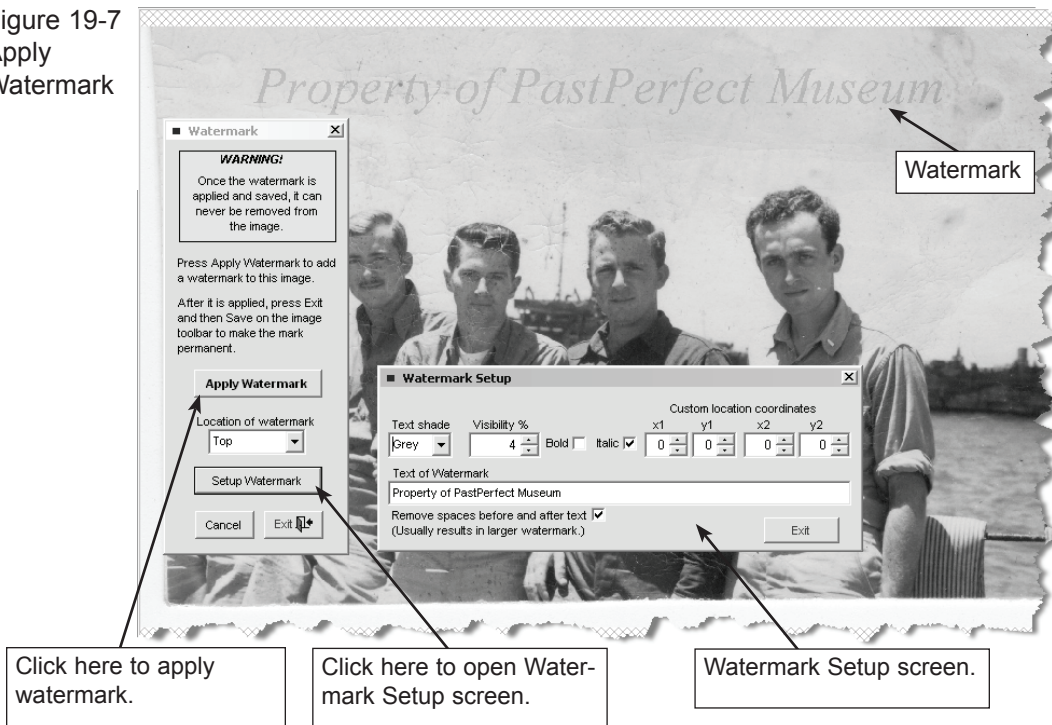 igure 19-7
Apply
Watermark
Property of PastPerfect Museum
Watermark
Watermark
WARNING!
Once the watermark is
applied and saved, it can
never be removed from
the image.
Press Apply Watermark to add
a watermark to this image.
After it is applied, press Exit
and then Save on the image
toolbar to make the mark
permanent.
Apply Watermark
Location of watermark
Top
Setup Watermark
Cancel Exit
Watermark Setup
Custom location coordinates
Text shade Visibility % x1 y1 x2 y2
Grey 4 Bold Italic 0 0 0 0
Text of Watermark
Property of PastPerfect Museum
Remove spaces before and after text
(Usually results in larger watermark.)
Exit
Click here to apply
watermark.
Click here to open Water-
mark Setup screen.
Watermark Setup screen.